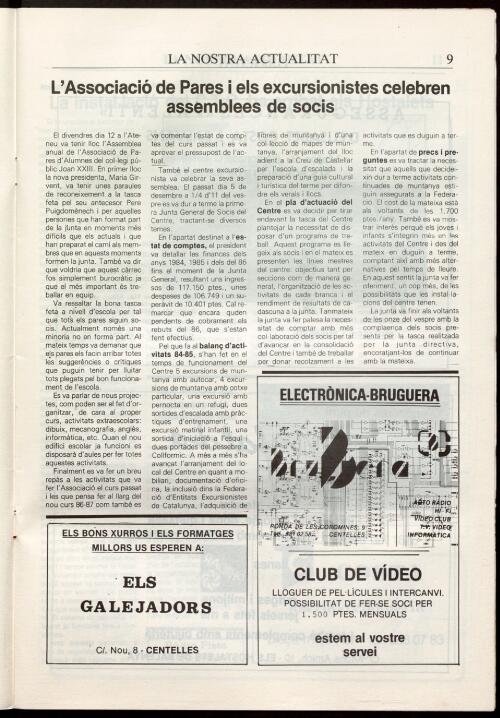 LA NOSTRA ACTUALITAT
9
L'Associació de Pares i els excursionistes celebren
assemblees de socis
El divendres dia 12 a l'Ate-
neu va tenir lloc l'Assemblea
anual de l'Associació de Pa-
res d'Alumnes del col·legi pú-
blic Joan XXIII. En primer lloc
la nova presidenta, Maria Gir-
vent, va tenir unes paraules
de reconeixement a la tasca
feta pel seu antecesor Pere
Puigdomènech i per aquelles
persones que han format part
de la junta en moments més
difícils que els actuals i que
han preparat el camí als mem-
bres que en aquests moments
formen la junta. També va dir
que voldria que aquest càrrec
fos simplement burocràtic ja
que el més important és tre-
ballar en equip.
Va ressaltar la bona tasca
feta a nivell d'escola per tal
que tots els pares siguin so-
cis. Actualment només una
minoria no en forma part. Al
mateix temps va demanar que
els pares els facin arribar totes
les suggerències o crítiques
que puguin tenir per lluitar
tots plegats pel bon funciona-
ment de l'escola.
Es va parlar de nous projec-
tes, com poden ser el fet d'or-
ganitzar, de cara al proper
curs, activitats extraescolars:
dibuix, mecanografia, anglès,
informàtica, etc. Quan el nou
edifici escolar ja funcioni es
disposarà d'aules per fer totes
aquestes activitats.
Finalment es va fer un breu
repàs a les activitats que va
fer l'Associació el curs passat
i les que pensa fer al llarg del
nou curs 86-87 com també es
va comentar l'estat de comp-
tes del curs passat i es va
aprovar el pressupost de l'ac-
tual.
També el centre excursio-
nista va celebrar la seva as-
semblea. El passat dia 5 de
desembre a 1/4 d'11 del ves-
pre es va dur a terme la prime-
ra Junta General de Socis del
Centre, tractant-se diversos
temes.
En l'apartat destinat a l'es-
tat de comptes, el president
va detallar les finances dels
anys 1984, 1985 i dels del 86
fins el moment de la Junta
General, resultant uns ingres-
sos de 117.150 ptes., unes
despeses de 106.749 i un su-
peràvit de 10.401 ptes. Cal re-
marcar que encara queden
pendents de cobrament els
rebuts del 86, que s'estan
fent efectius.
Pel que fa al balanç d'acti-
vitats 84-85, s'han fet en el
temps de funcionament del
Centre 5 excursions de mun-
tanya amb autocar, 4 excur-
sions de muntanya amb cotxe
particular, una excursió amb
pernocta en un refugi, dues
sortides d'escalada amb pràc-
tiques d'entrenament, una
excursió matinal infantil, una
sortida d'iniciació a l'esquí i
dues portades del pessebre a
Collformic. A més a més s'ha
avançat l'arranjament del lo-
cal del Centre en quant a mo-
biliari, documentació d'ofici-
na, la inclusió dins la Federa-
ció d'Entitats Excursionistes
de Catalunya, l'adquisició de
llibres de muntanya i d'una
col·lecció de mapes de mun-
tanya, l'arranjament del lloc
adient a la Creu de Castellar
per l'escola d'escalada i la
preparació d'una guia cultural
i turística del terme per difon-
dre els verals i llocs.
En el pla d'actuació del
Centre es va decidir per tirar
endavant la tasca del Centre
plantejar la necessitat de dis-
posar d'un programa de tre-
ball. Aquest programa es lle-
geix als socis i en el mateix es
presenten les línies mestres
del centre: objectius tant per
seccions com de manera ge-
neral, l'organització de les ac-
tivitats de cada branca i el
rendiment de resultats de ca-
dascuna a la junta. Tanmateix
la junta va fer palesa la neces-
sitat de comptar amb més
col·laboració dels socis per tal
d'avançar en la consolidació
del Centre i també de treballar
per donar recolzament a les
activitats que es duguin a ter-
me.
En l'apartat de precs i pre-
guntes es va tractar la neces-
sitat que aquells que decidei-
xin dur a terme activitats con-
tinuades de muntanya esti-
guin assegurats a la Federa-
ció. El cost de la mateixa està
als voltants de les 1.700
ptes./any. També es va mos-
trar interès perquè els joves i
infants s'integrin més en les
activitats del Centre i des del
mateix en duguin a terme,
comptant així amb més alter-
natives pel temps de lleure.
En aquest sentit la junta va fer
referiment, un cop més, de les
possibilitats que es instal·la-
cions del centre tenen.
La junta va finir als voltants
de les onze del vespre amb la
complaença dels socis pre-
sents per la tasca realitzada
per la junta directiva,
encoratjant-los de continuar
amb la mateixa.
ELS BONS XURROS I ELS FORMATGES
MILLORS US ESPEREN A:
ELS
GALEJADORS
C/. Nou, 8 - CENTELLES
ELECTRÒNICA-BRUGUERA
RONDA DE LES CORDOMINES, 9
CENTELLES
AUTO RADIO
HI-FI
VIDEO CLUB
T.V. VIDEO
INFORMATICA
CLUB DE VÍDEO
LLOGUER DE PEL·LÍCULES I INTERCANVI.
POSSIBILITAT DE FER-SE SOCI PER
1.500 PTES. MENSUALS
estem al vostre
servei